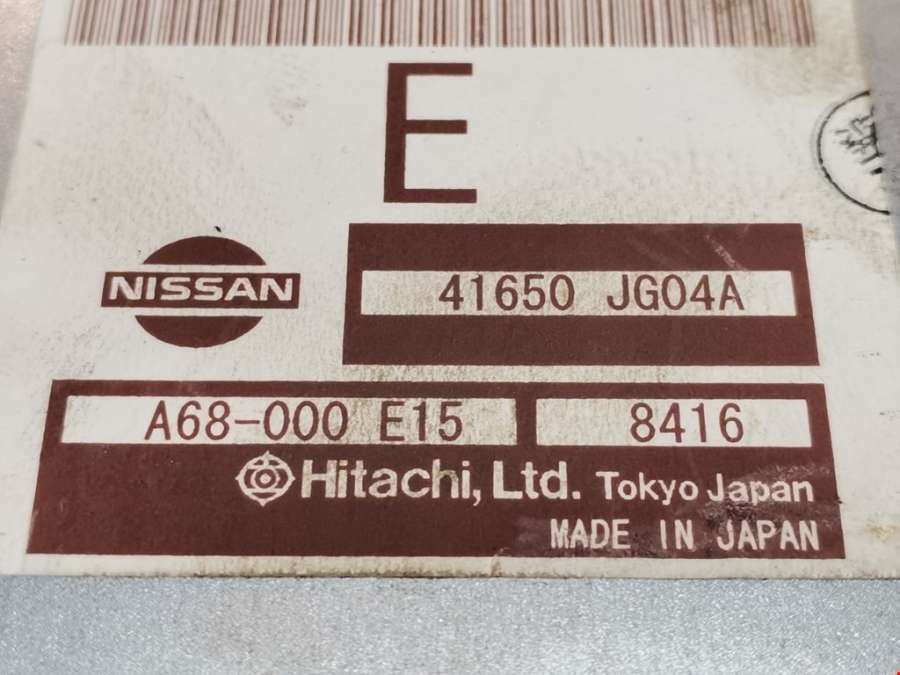 E
NISSAN
41650 JG04A
A68-000 E15 8416
Hitachi, Ltd. Tokyo Japan
MADE IN JAPAN